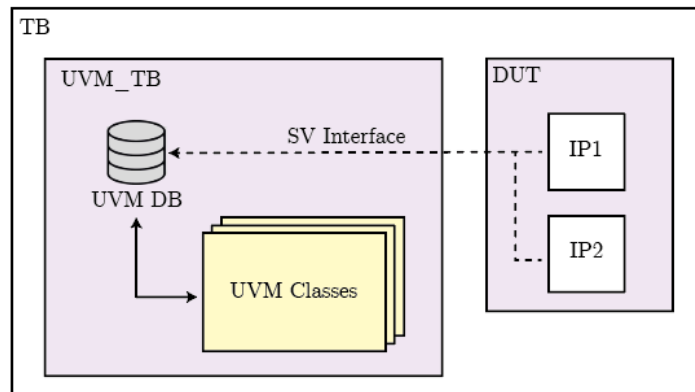 TB
UVM_TB
DUT
SV Interface
IP1
UVM DB
IP2
UVM Classes